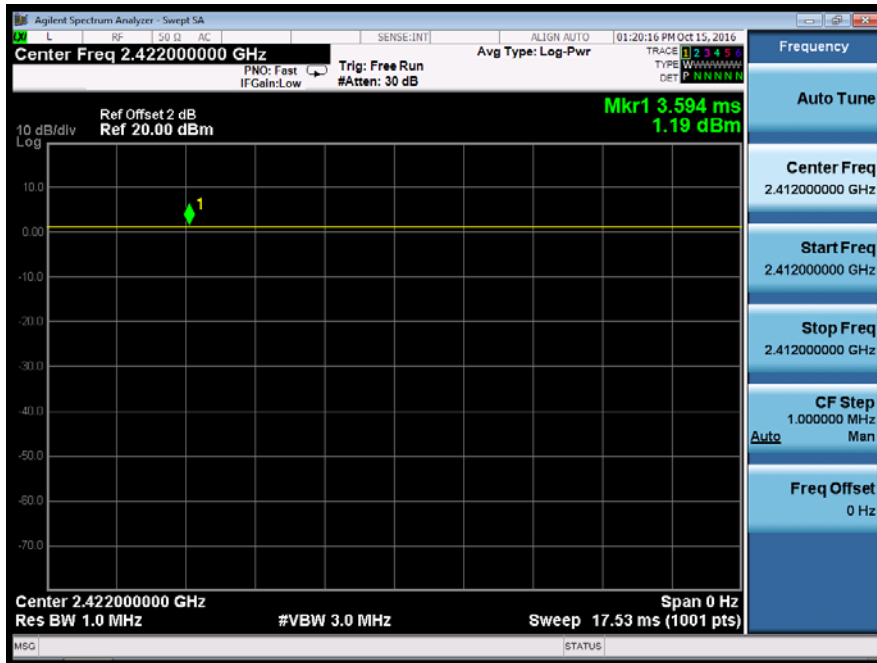 Agilent Spectrum Analyzer - Swept SA
LXI L RF 50 Ω AC SENSE:INT ALIGN AUTO 01:20:16 PM Oct 15, 2016
Center Freq 2.422000000 GHz
PNO: Fast
IFGain:Low
Trig: Free Run
#Atten: 30 dB
Avg Type: Log-Pwr
TRACE 1 2 3 4 5 6
TYPE WWWWWW
DET P N N N N N
Ref Offset 2 dB
10 dB/div Ref 20.00 dBm
Log
Mkr1 3.594 ms
1.19 dBm
10.0
1
0.00
-10.0
-20.0
-30.0
-40.0
-50.0
-60.0
-70.0
Center 2.422000000 GHz Span 0 Hz
Res BW 1.0 MHz #VBW 3.0 MHz Sweep 17.53 ms (1001 pts)
MSG STATUS
Frequency
Auto Tune
Center Freq
2.412000000 GHz
Start Freq
2.412000000 GHz
Stop Freq
2.412000000 GHz
CF Step
1.000000 MHz
Auto Man
Freq Offset
0 Hz